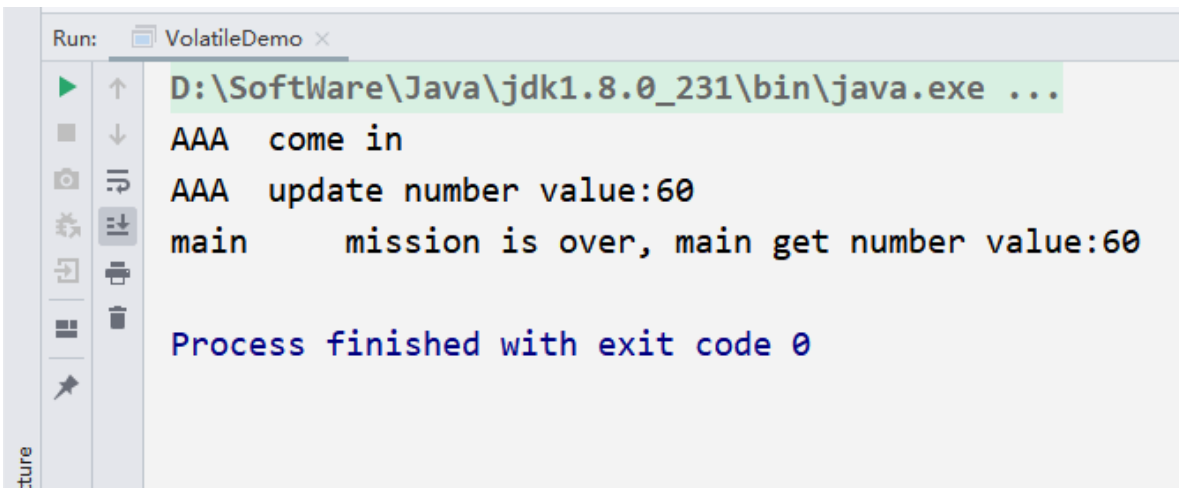 Run: VolatileDemo
D:\SoftWare\Java\jdk1.8.0_231\bin\java.exe ...
AAA  come in
AAA  update number value:60
main     mission is over, main get number value:60
Process finished with exit code 0